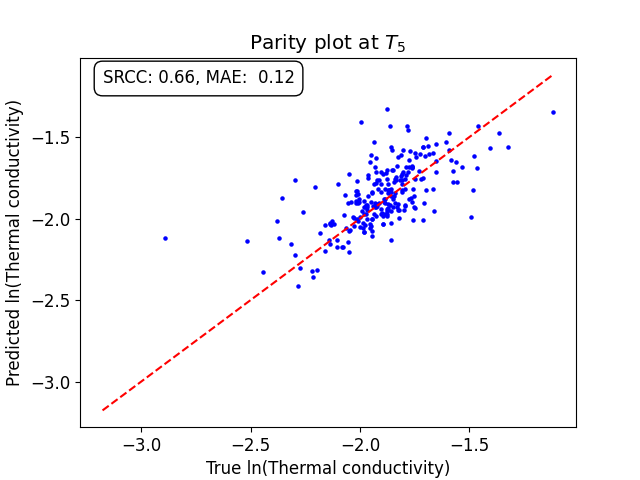 Parity plot at T₅
SRCC: 0.66, MAE:  0.12
Predicted ln(Thermal conductivity)
−1.5
−2.0
−2.5
−3.0
−3.0 −2.5 −2.0 −1.5
True ln(Thermal conductivity)